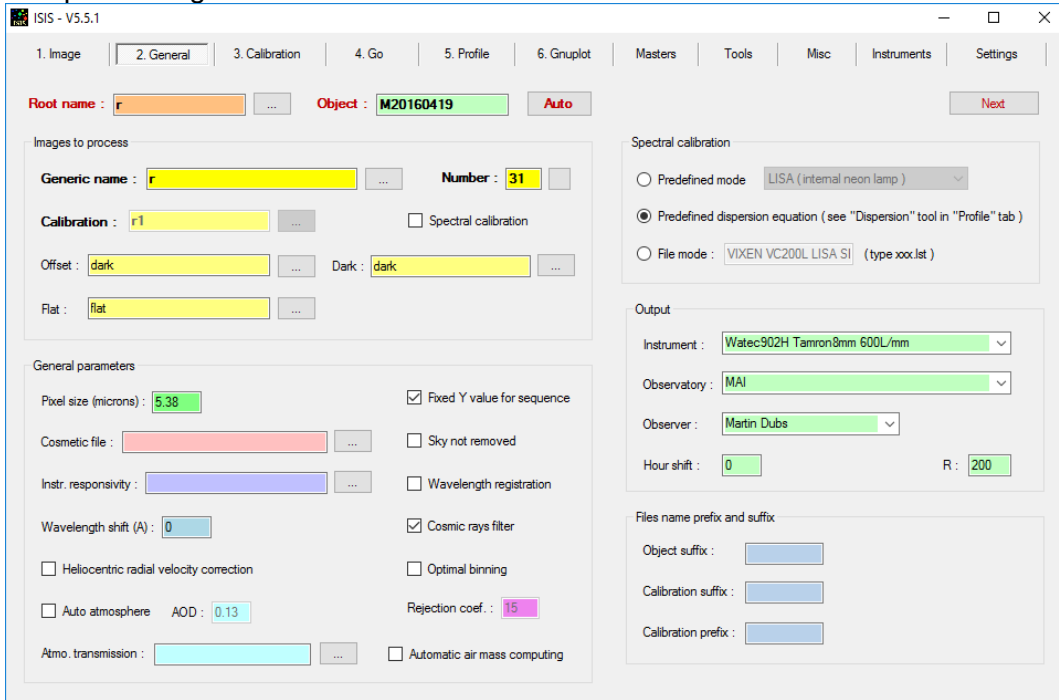 ISIS - V5.5.1
1. Image 2. General 3. Calibration 4. Go 5. Profile 6. Gnuplot Masters Tools Misc Instruments Settings
Root name : r ... Object : M20160419 Auto Next
Images to process
Generic name : r ... Number : 31
Calibration : r1 ... Spectral calibration
Offset : dark ... Dark : dark ...
Flat : flat ...
Spectral calibration
Predefined mode LISA ( internal neon lamp )
Predefined dispersion equation ( see "Dispersion" tool in "Profile" tab )
File mode : VIXEN VC200L LISA SI ( type xxx.lst )
General parameters
Pixel size (microns) : 5.38 Fixed Y value for sequence
Cosmetic file : ... Sky not removed
Instr. responsivity : ... Wavelength registration
Wavelength shift (A) : 0 Cosmic rays filter
Heliocentric radial velocity correction Optimal binning
Auto atmosphere AOD : 0.13 Rejection coef. : 15
Atmo. transmission : ... Automatic air mass computing
Output
Instrument : Watec902H Tamron8mm 600L/mm
Observatory : MAI
Observer : Martin Dubs
Hour shift : 0 R : 200
Files name prefix and suffix
Object suffix :
Calibration suffix :
Calibration prefix :